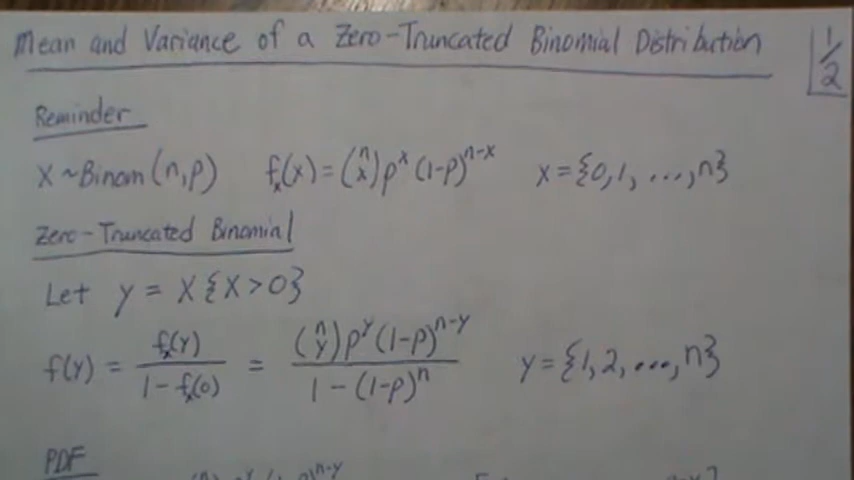 Mean and Variance of a Zero-Truncated Binomial Distribution
1/2
Reminder
X ~ Binom(n,p) fₓ(x) = (n x) p^x (1-p)^{n-x} x = {0, 1, ..., n}
Zero-Truncated Binomial
Let y = X {X > 0}
f(y) = fₓ(y) / (1 - fₓ(0)) = (n y) p^y (1-p)^{n-y} / (1 - (1-p)^n) y = {1, 2, ..., n}
PDF